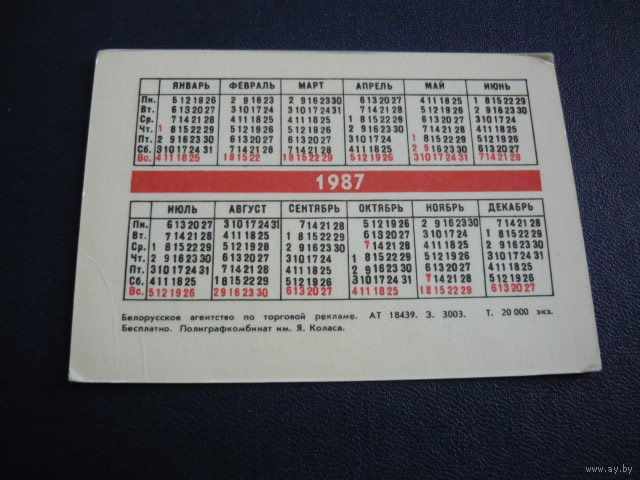 ЯНВАРЬ ФЕВРАЛЬ МАРТ АПРЕЛЬ МАЙ ИЮНЬ
Пн. 5 12 19 26 2 9 16 23 2 9 16 23 30 6 13 20 27 4 11 18 25 1 8 15 22 29
Вт. 6 13 20 27 3 10 17 24 3 10 17 24 31 7 14 21 28 5 12 19 26 2 9 16 23 30
Ср. 7 14 21 28 4 11 18 25 4 11 18 25 1 8 15 22 29 6 13 20 27 3 10 17 24
Чт. 1 8 15 22 29 5 12 19 26 5 12 19 26 2 9 16 23 30 7 14 21 28 4 11 18 25
Пт. 2 9 16 23 30 6 13 20 27 6 13 20 27 3 10 17 24 1 8 15 22 29 5 12 19 26
Сб. 3 10 17 24 31 7 14 21 28 7 14 21 28 4 11 18 25 2 9 16 23 30 6 13 20 27
Вс. 4 11 18 25 1 8 15 22 1 8 15 22 29 5 12 19 26 3 10 17 24 31 7 14 21 28
1987
ИЮЛЬ АВГУСТ СЕНТЯБРЬ ОКТЯБРЬ НОЯБРЬ ДЕКАБРЬ
Пн. 6 13 20 27 3 10 17 24 31 7 14 21 28 5 12 19 26 2 9 16 23 30 7 14 21 28
Вт. 7 14 21 28 4 11 18 25 1 8 15 22 29 6 13 20 27 3 10 17 24 1 8 15 22 29
Ср. 1 8 15 22 29 5 12 19 26 2 9 16 23 30 7 14 21 28 4 11 18 25 2 9 16 23 30
Чт. 2 9 16 23 30 6 13 20 27 3 10 17 24 1 8 15 22 29 5 12 19 26 3 10 17 24 31
Пт. 3 10 17 24 31 7 14 21 28 4 11 18 25 2 9 16 23 30 6 13 20 27 4 11 18 25
Сб. 4 11 18 25 1 8 15 22 29 5 12 19 26 3 10 17 24 31 7 14 21 28 5 12 19 26
Вс. 5 12 19 26 2 9 16 23 30 6 13 20 27 4 11 18 25 1 8 15 22 29 6 13 20 27
Белорусское агентство по торговой рекламе. АТ 18439. З. 3003. Т. 20 000 экз.
Бесплатно. Полиграфкомбинат им. Я. Коласа.
www.ay.by